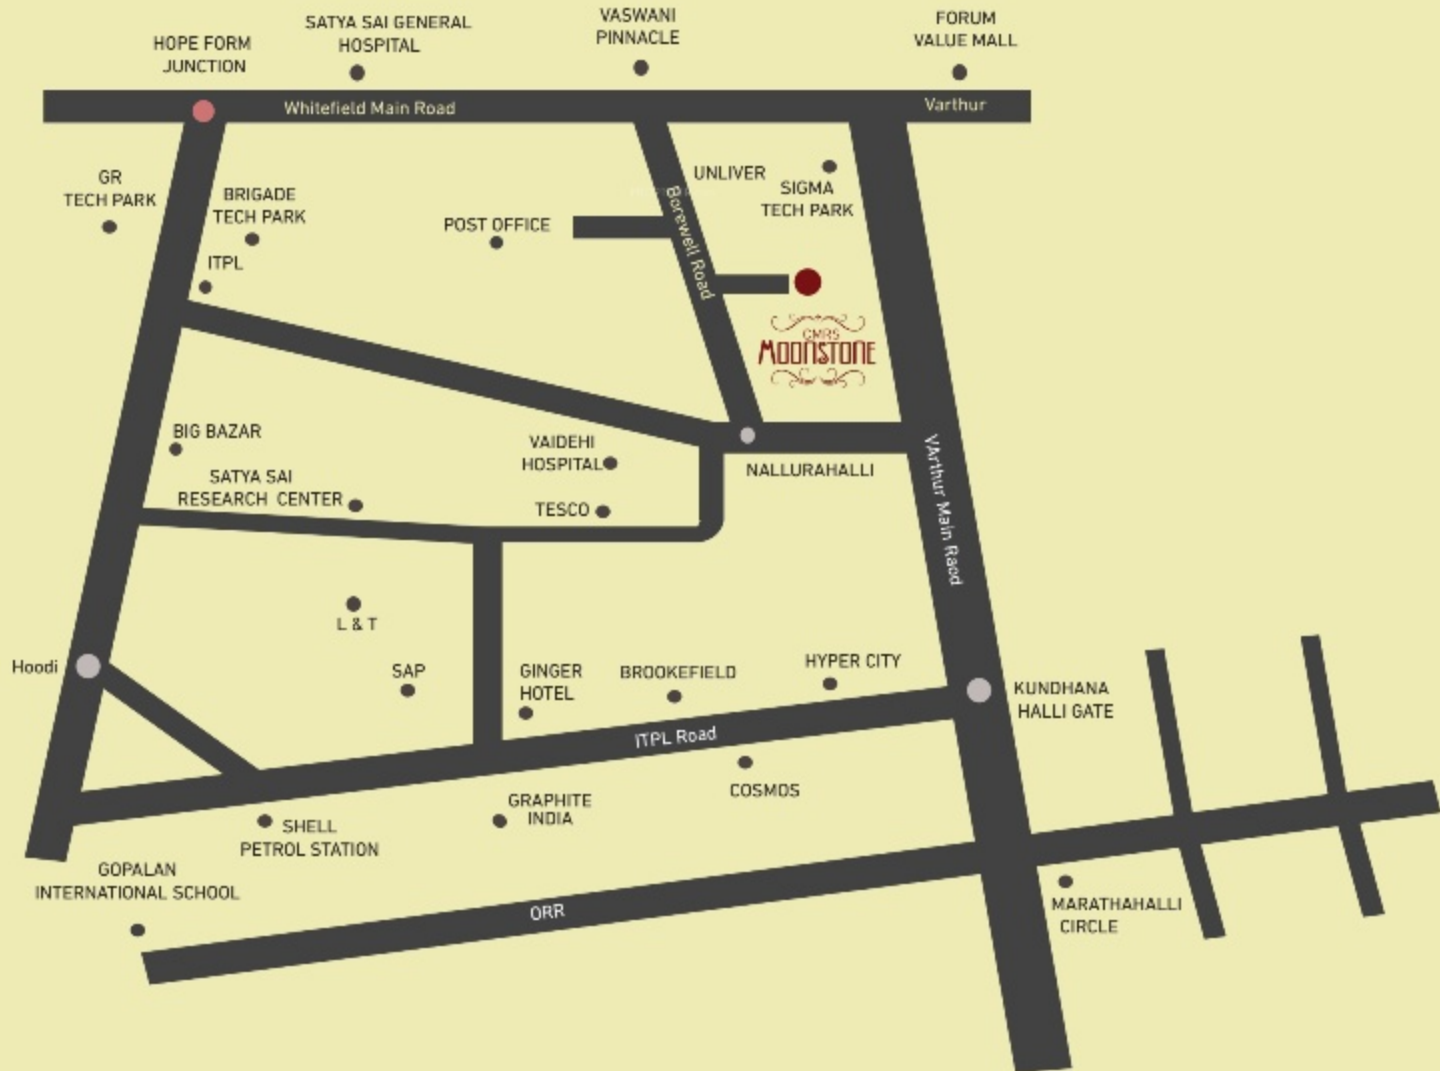 SATYA SAI GENERAL
HOSPITAL
VASWANI
PINNACLE
FORUM
VALUE MALL
HOPE FORM
JUNCTION
Whitefield Main Road
Varthur
GR
TECH PARK
BRIGADE
TECH PARK
ITPL
POST OFFICE
Borewell Road
UNLIVER
SIGMA
TECH PARK
CMRS
MOONSTONE
BIG BAZAR
SATYA SAI
RESEARCH CENTER
VAIDEHI
HOSPITAL
TESCO
NALLURAHALLI
VArthur Main Raod
L & T
SAP
Hoodi
GINGER
HOTEL
BROOKEFIELD
HYPER CITY
KUNDHANA
HALLI GATE
ITPL Road
COSMOS
GRAPHITE
INDIA
SHELL
PETROL STATION
GOPALAN
INTERNATIONAL SCHOOL
ORR
MARATHAHALLI
CIRCLE